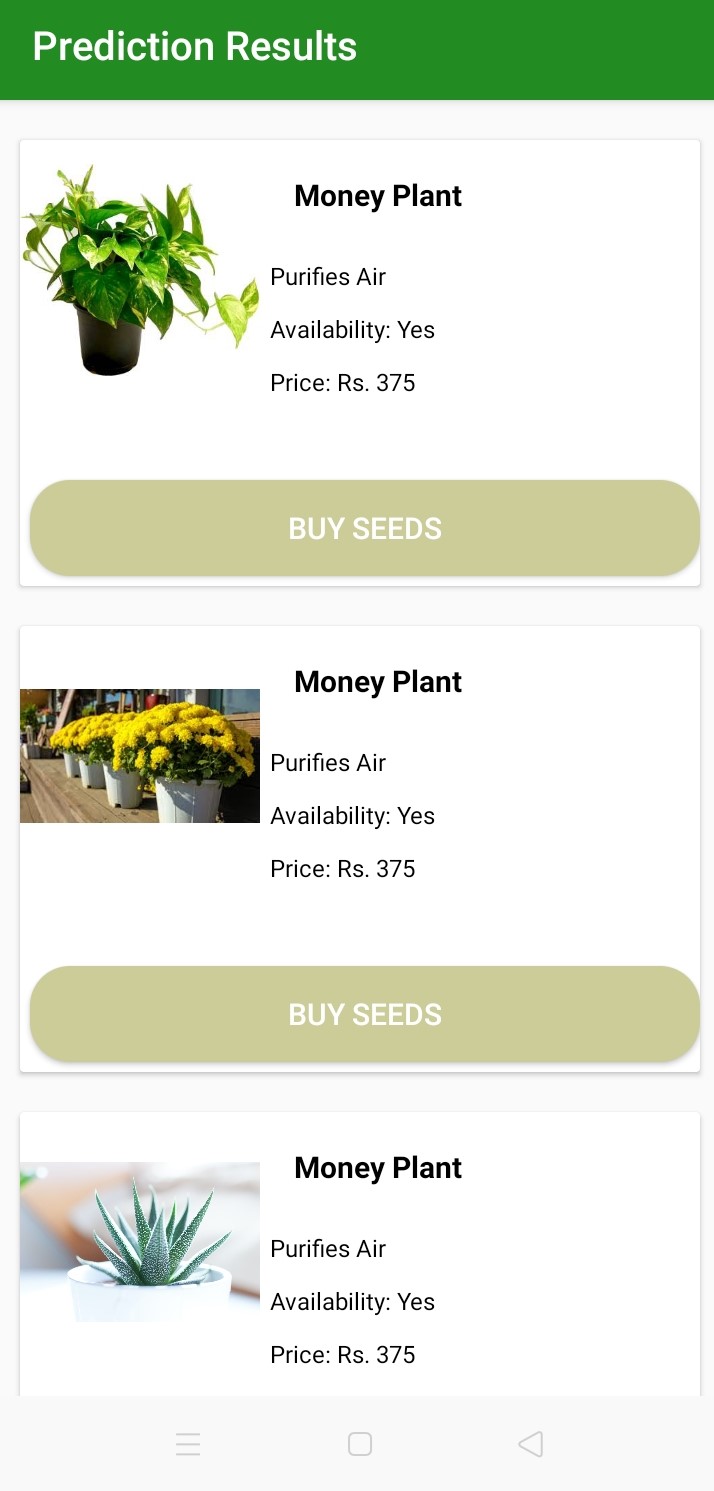 Prediction Results
Money Plant
Purifies Air
Availability: Yes
Price: Rs. 375
BUY SEEDS
Money Plant
Purifies Air
Availability: Yes
Price: Rs. 375
BUY SEEDS
Money Plant
Purifies Air
Availability: Yes
Price: Rs. 375